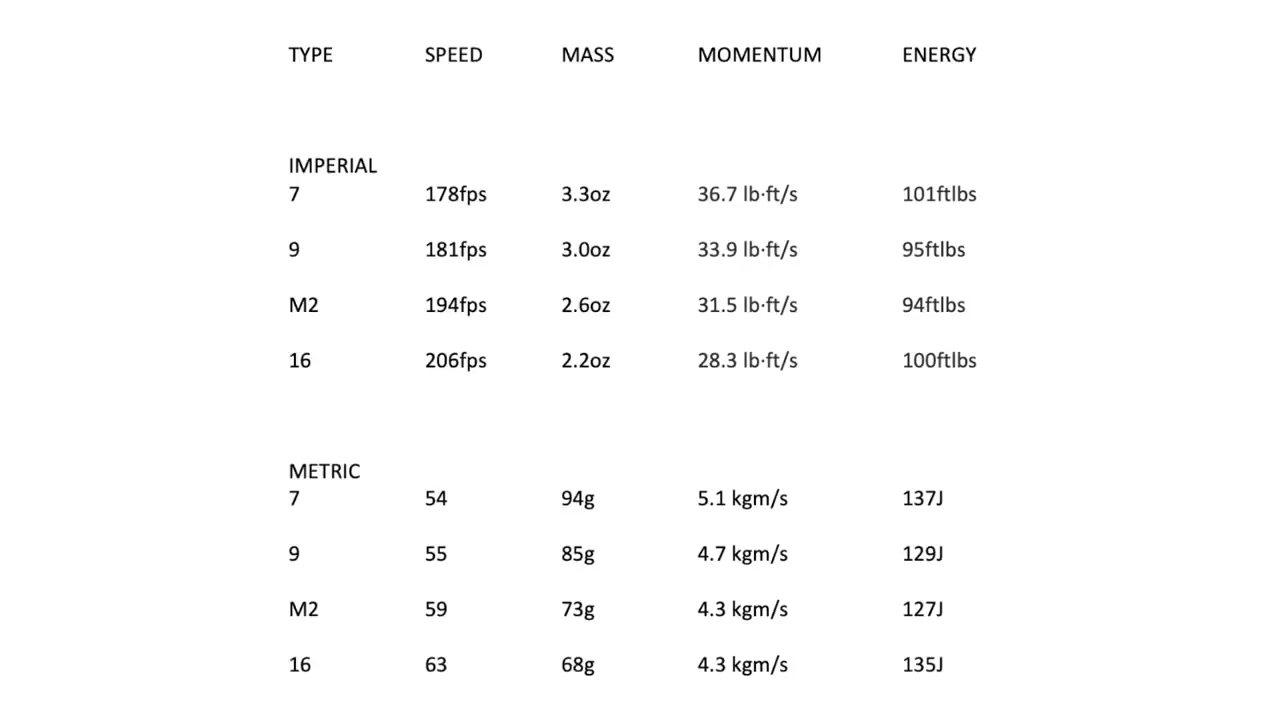 TYPE SPEED MASS MOMENTUM ENERGY
IMPERIAL
7 178fps 3.3oz 36.7 lb·ft/s 101ftlbs
9 181fps 3.0oz 33.9 lb·ft/s 95ftlbs
M2 194fps 2.6oz 31.5 lb·ft/s 94ftlbs
16 206fps 2.2oz 28.3 lb·ft/s 100ftlbs
METRIC
7 54 94g 5.1 kgm/s 137J
9 55 85g 4.7 kgm/s 129J
M2 59 73g 4.3 kgm/s 127J
16 63 68g 4.3 kgm/s 135J